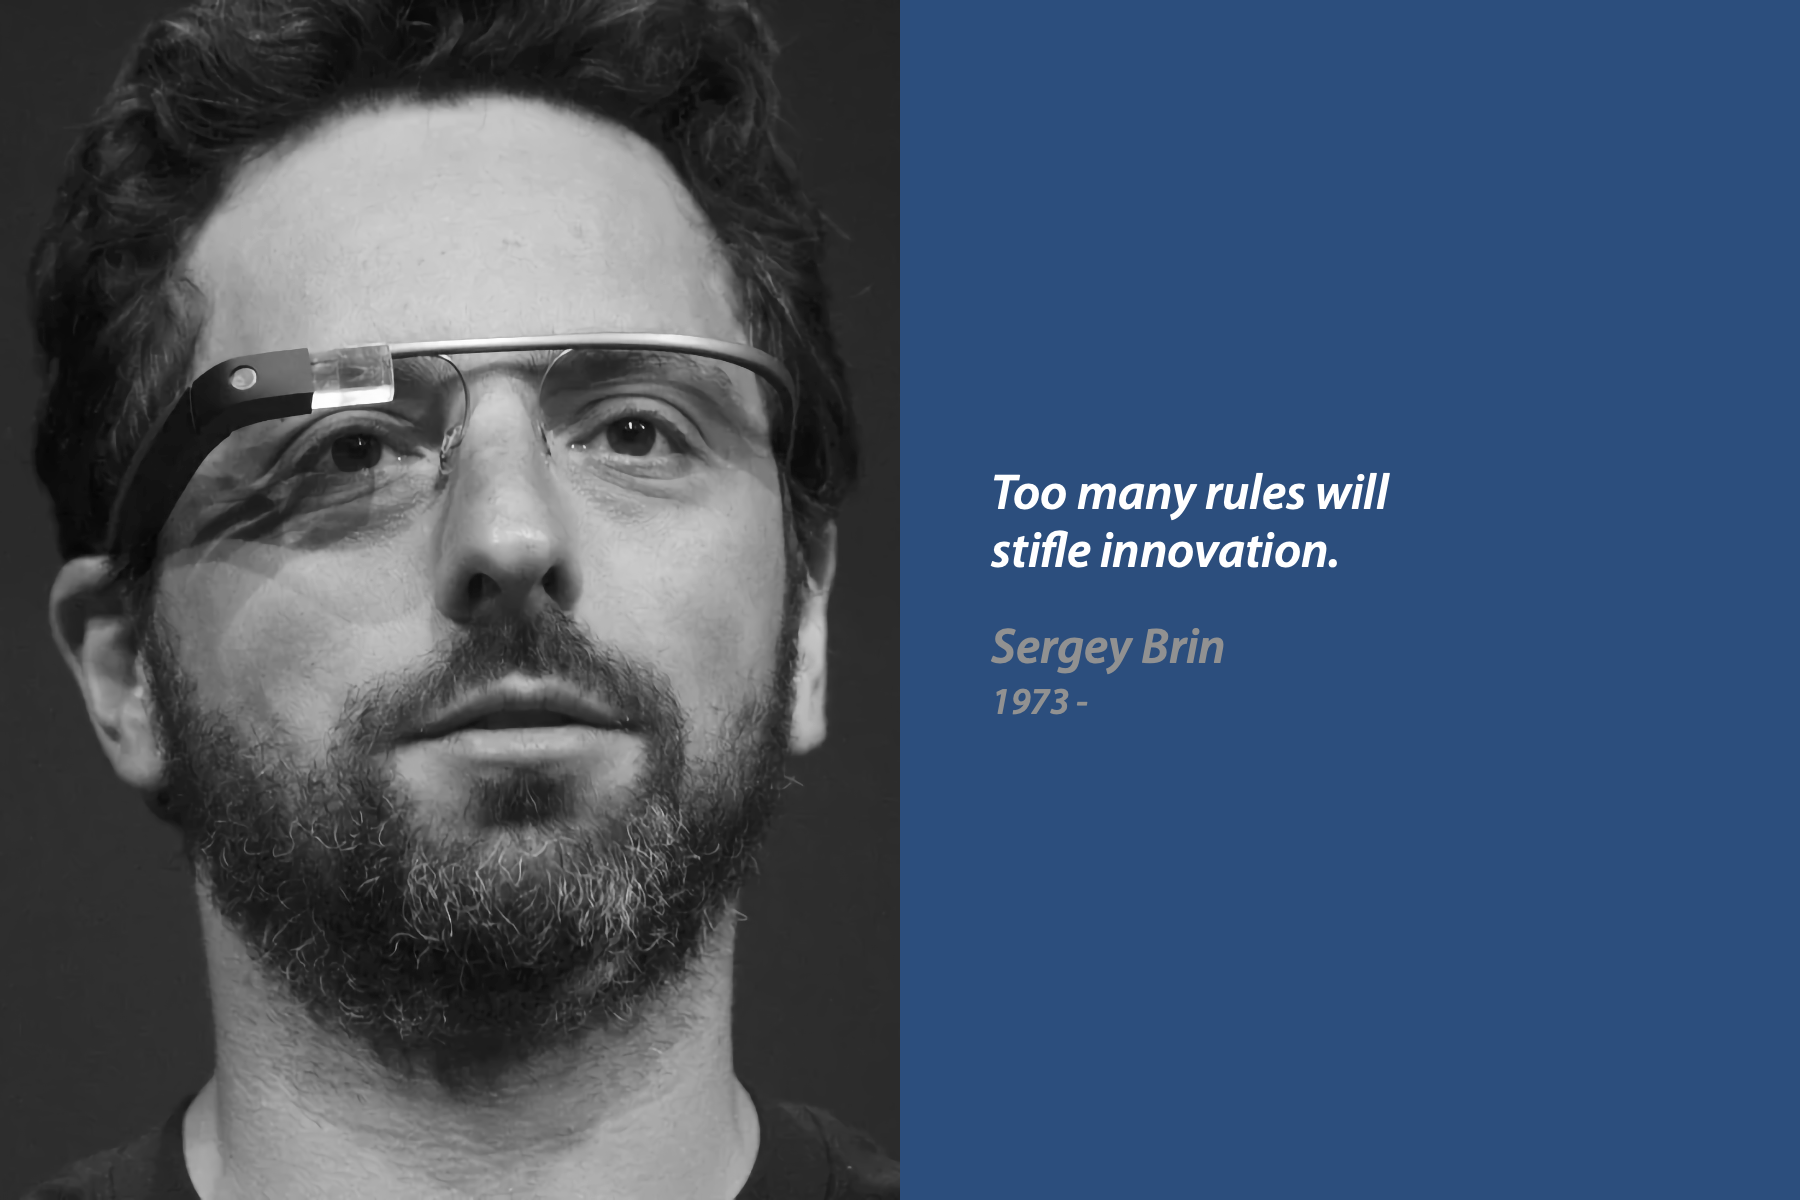 Too many rules will
stifle innovation.
Sergey Brin
1973 -